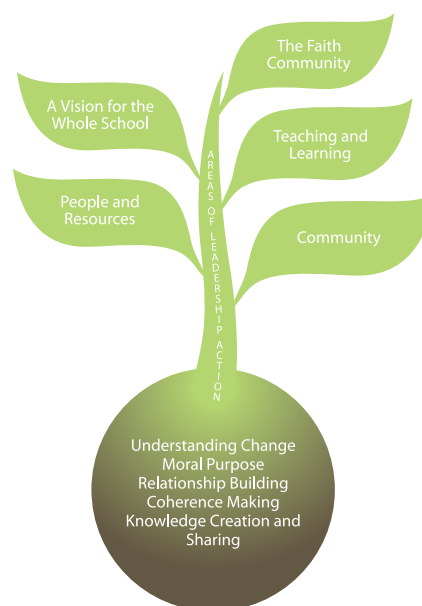 The Faith
Community
A Vision for the
Whole School
Teaching and
Learning
People and
Resources
Community
AREAS OF LEADERSHIP ACTION
Understanding Change
Moral Purpose
Relationship Building
Coherence Making
Knowledge Creation and
Sharing